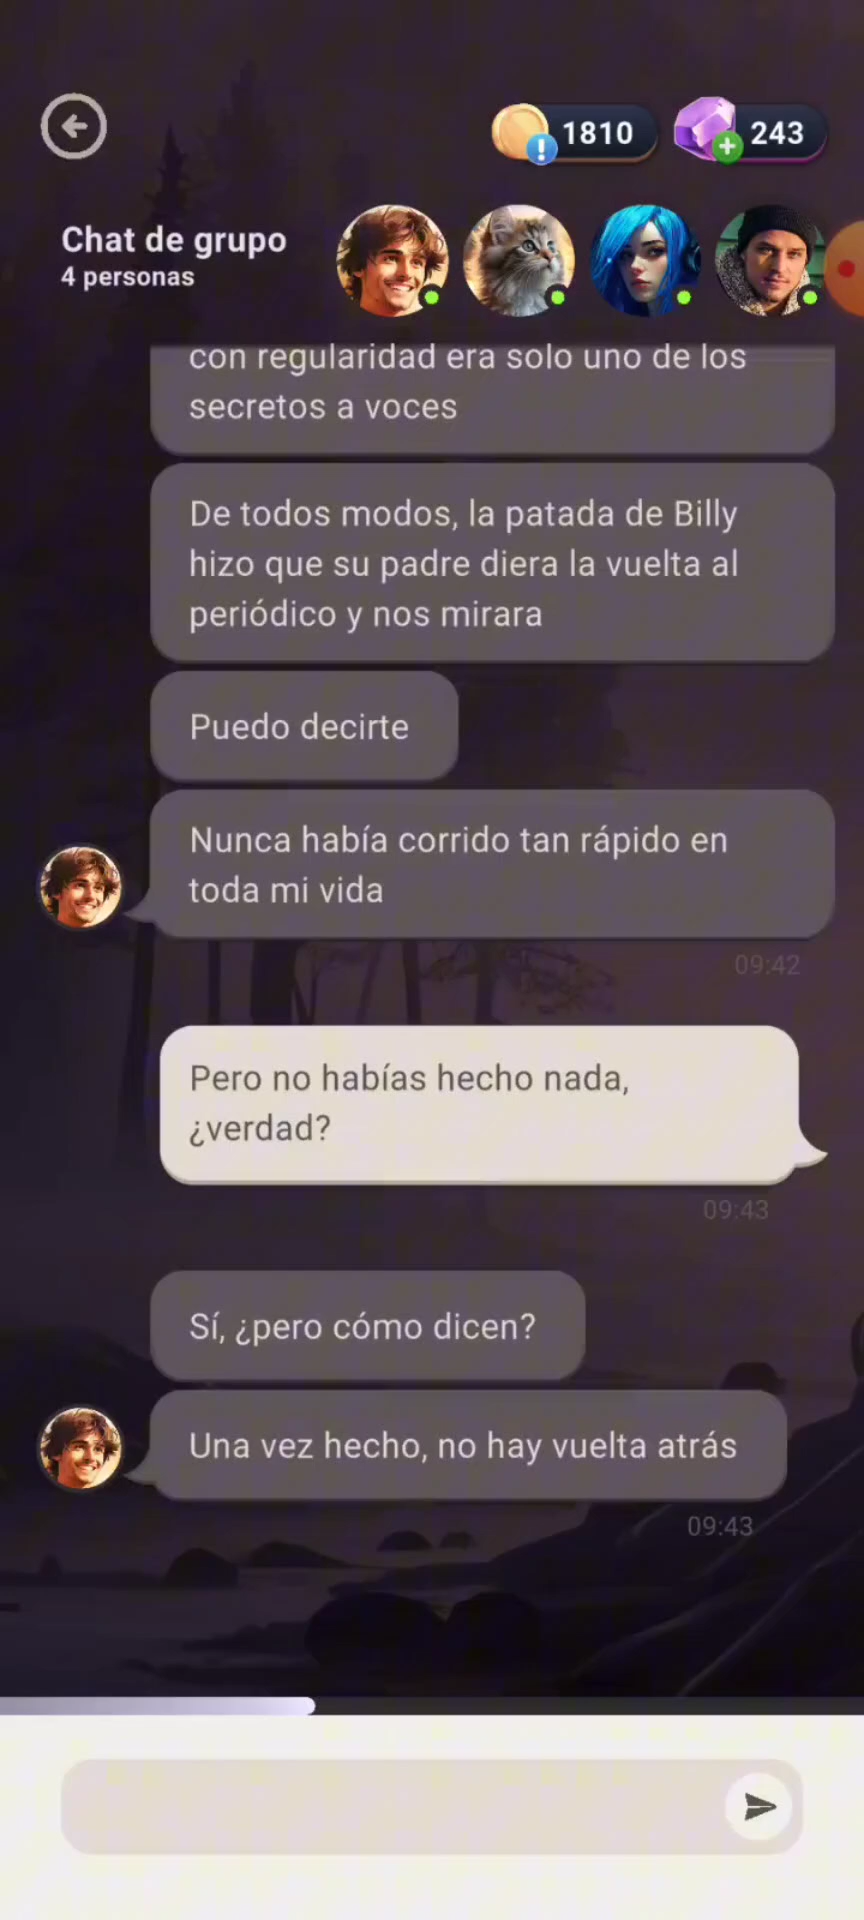 1810
243
Chat de grupo
4 personas
con regularidad era solo uno de los
secretos a voces
De todos modos, la patada de Billy
hizo que su padre diera la vuelta al
periódico y nos mirara
Puedo decirte
Nunca había corrido tan rápido en
toda mi vida
09:42
Pero no habías hecho nada,
¿verdad?
09:43
Sí, ¿pero cómo dicen?
Una vez hecho, no hay vuelta atrás
09:43